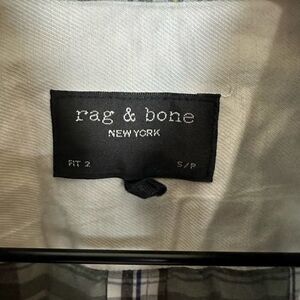 rag & bone
NEW YORK
FIT 2 S/P